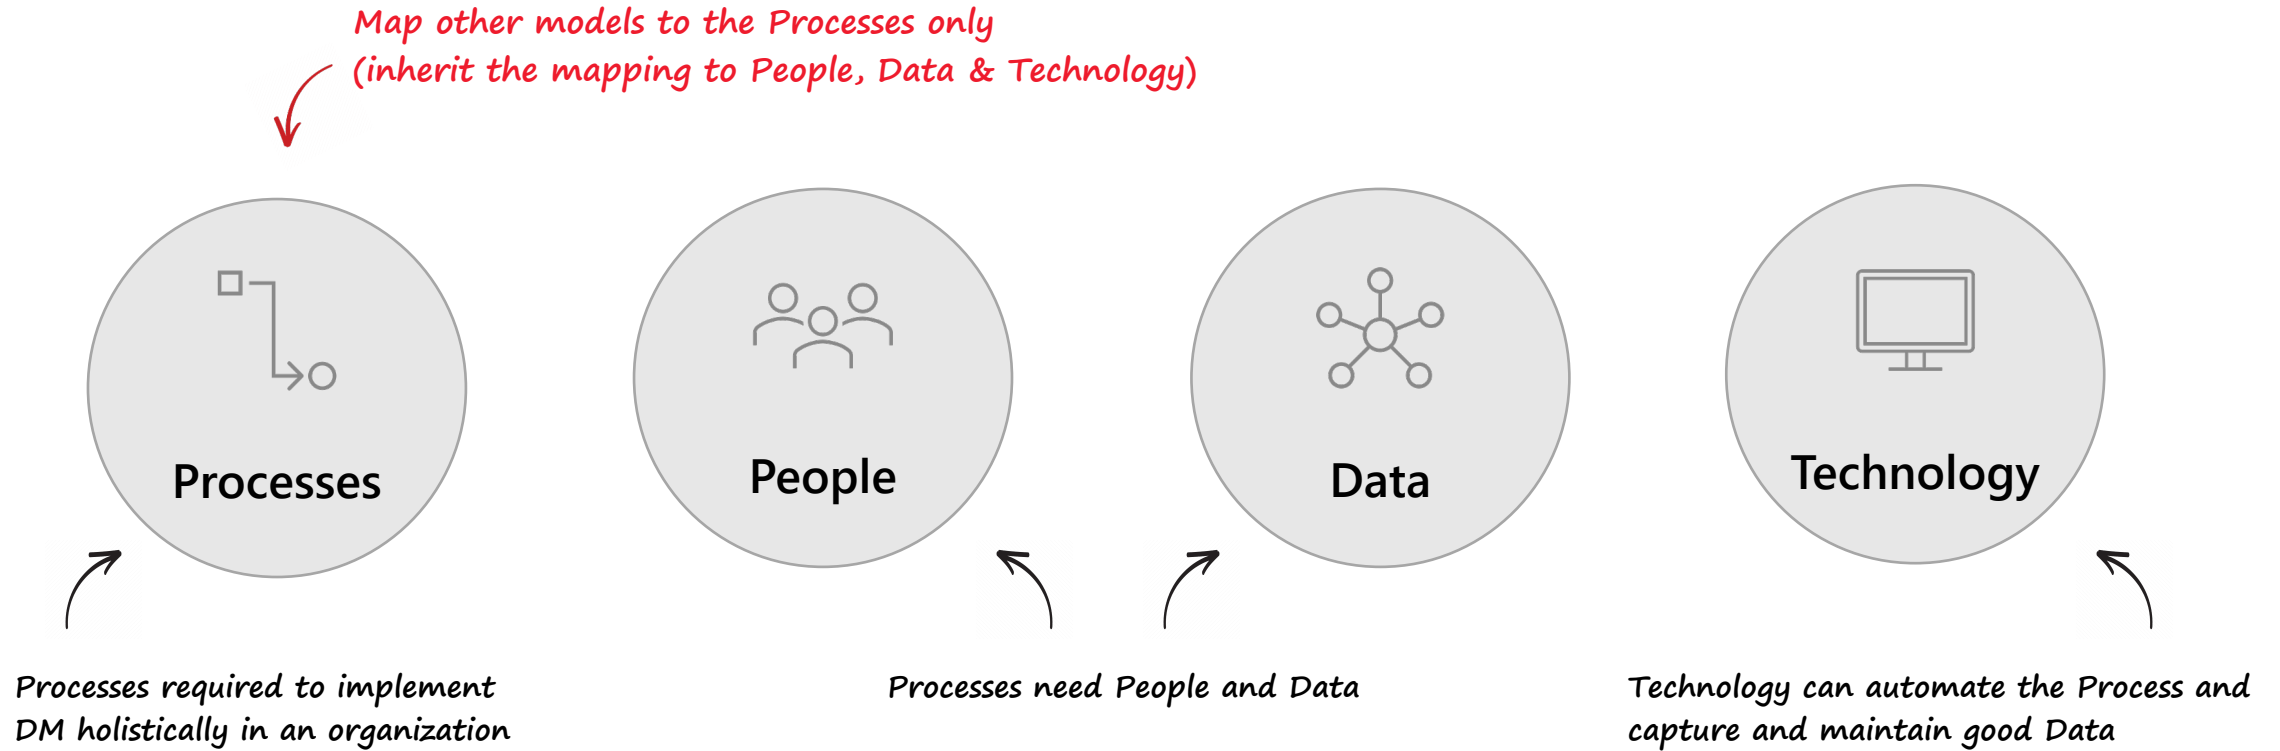 Map other models to the Processes only
(inherit the mapping to People, Data & Technology)
Processes
People
Data
Technology
Processes required to implement
DM holistically in an organization
Processes need People and Data
Technology can automate the Process and
capture and maintain good Data